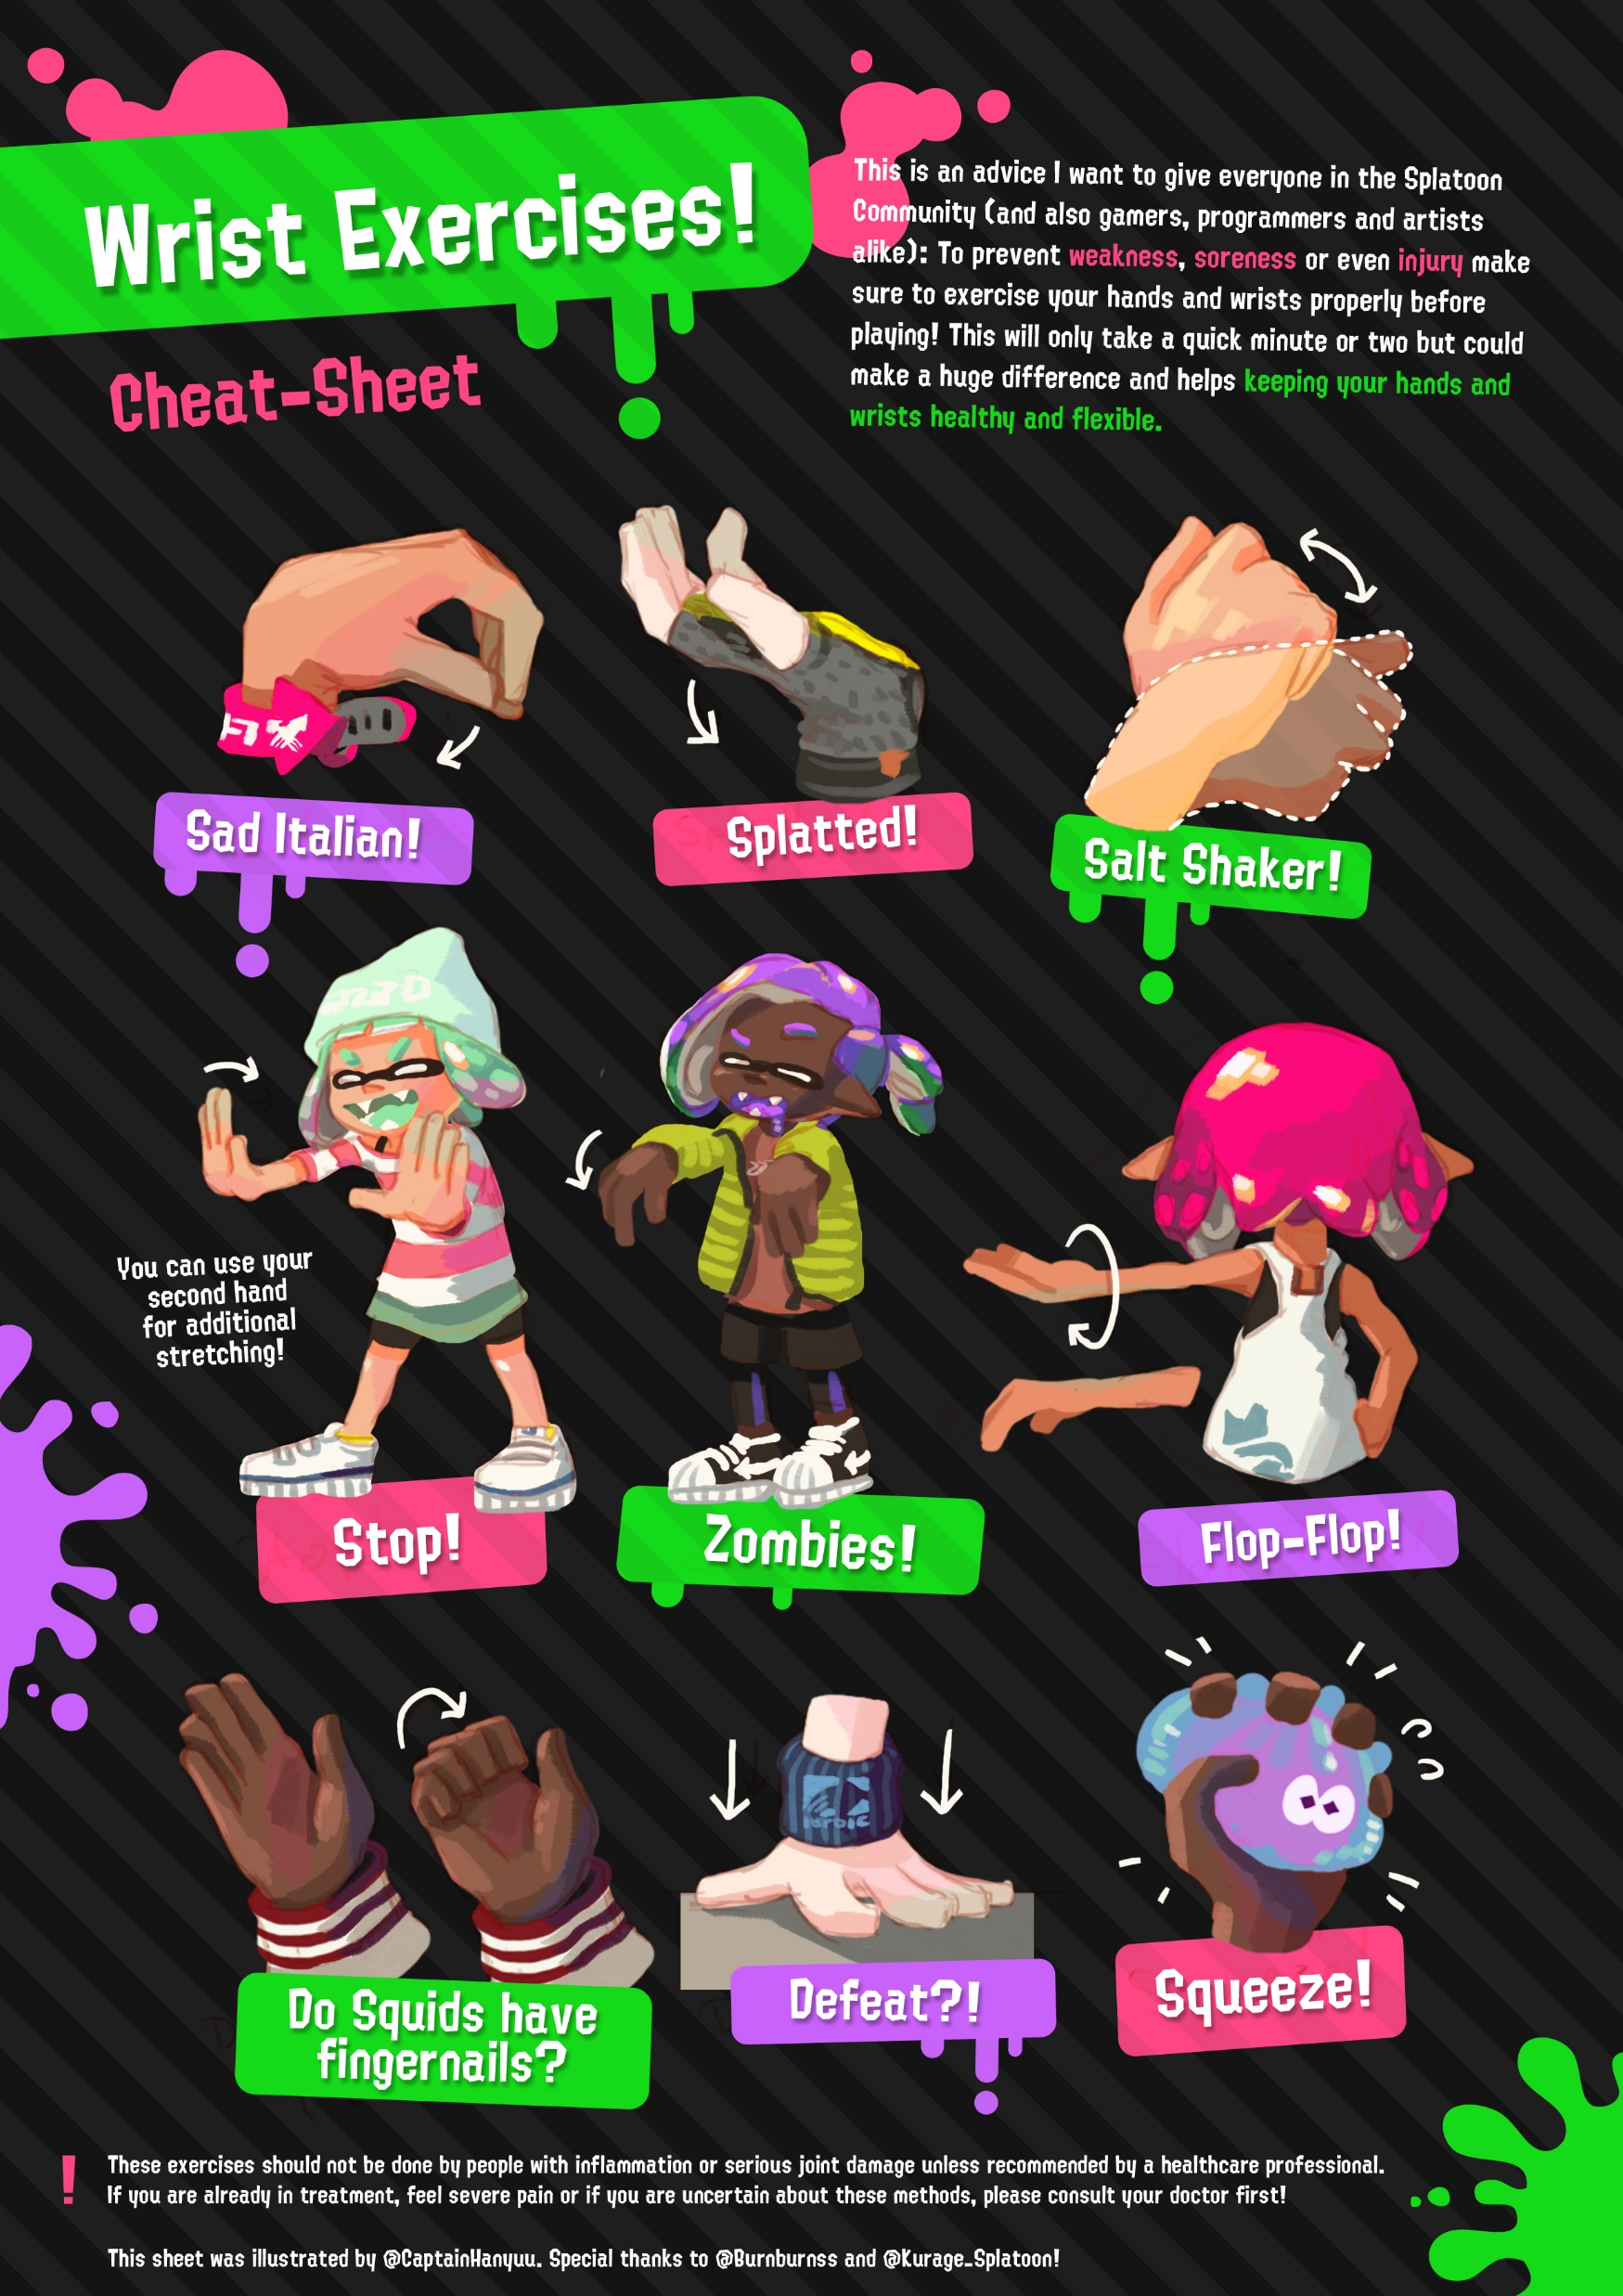 Wrist Exercises!
Cheat-Sheet
This is an advice I want to give everyone in the Splatoon
Community (and also gamers, programmers and artists
alike): To prevent weakness, soreness or even injury make
sure to exercise your hands and wrists properly before
playing! This will only take a quick minute or two but could
make a huge difference and helps keeping your hands and
wrists healthy and flexible.
Sad Italian!
Splatted!
Salt Shaker!
You can use your
second hand
for additional
stretching!
Stop!
Zombies!
Flop-Flop!
Do Squids have
fingernails?
Defeat?!
Squeeze!
! These exercises should not be done by people with inflammation or serious joint damage unless recommended by a healthcare professional.
If you are already in treatment, feel severe pain or if you are uncertain about these methods, please consult your doctor first!
This sheet was illustrated by @CaptainHanyuu. Special thanks to @Burnburnss and @Kurage_Splatoon!